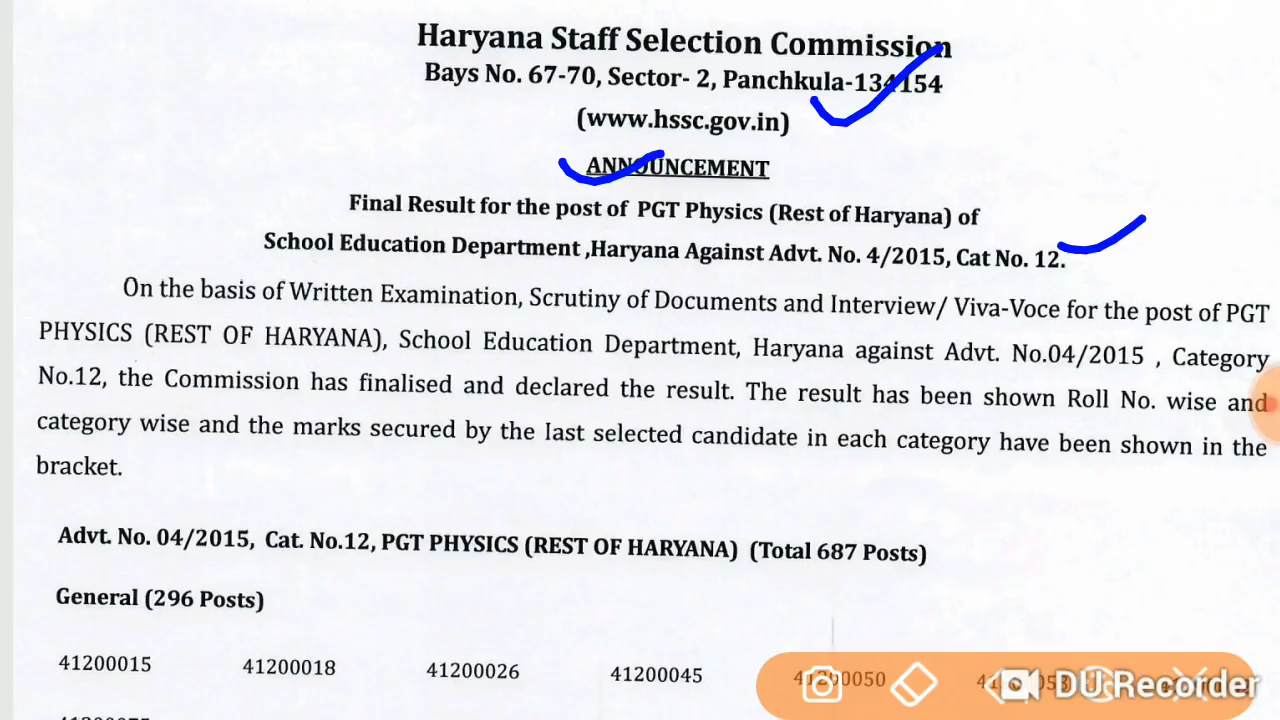 Haryana Staff Selection Commission
Bays No. 67-70, Sector- 2, Panchkula-134154
(www.hssc.gov.in)
ANNOUNCEMENT
Final Result for the post of PGT Physics (Rest of Haryana) of
School Education Department ,Haryana Against Advt. No. 4/2015, Cat No. 12.
On the basis of Written Examination, Scrutiny of Documents and Interview/ Viva-Voce for the post of PGT
PHYSICS (REST OF HARYANA), School Education Department, Haryana against Advt. No.04/2015 , Category
No.12, the Commission has finalised and declared the result. The result has been shown Roll No. wise and
category wise and the marks secured by the last selected candidate in each category have been shown in the
bracket.
Advt. No. 04/2015, Cat. No.12, PGT PHYSICS (REST OF HARYANA) (Total 687 Posts)
General (296 Posts)
41200015 41200018 41200026 41200045 41200050
DU Recorder